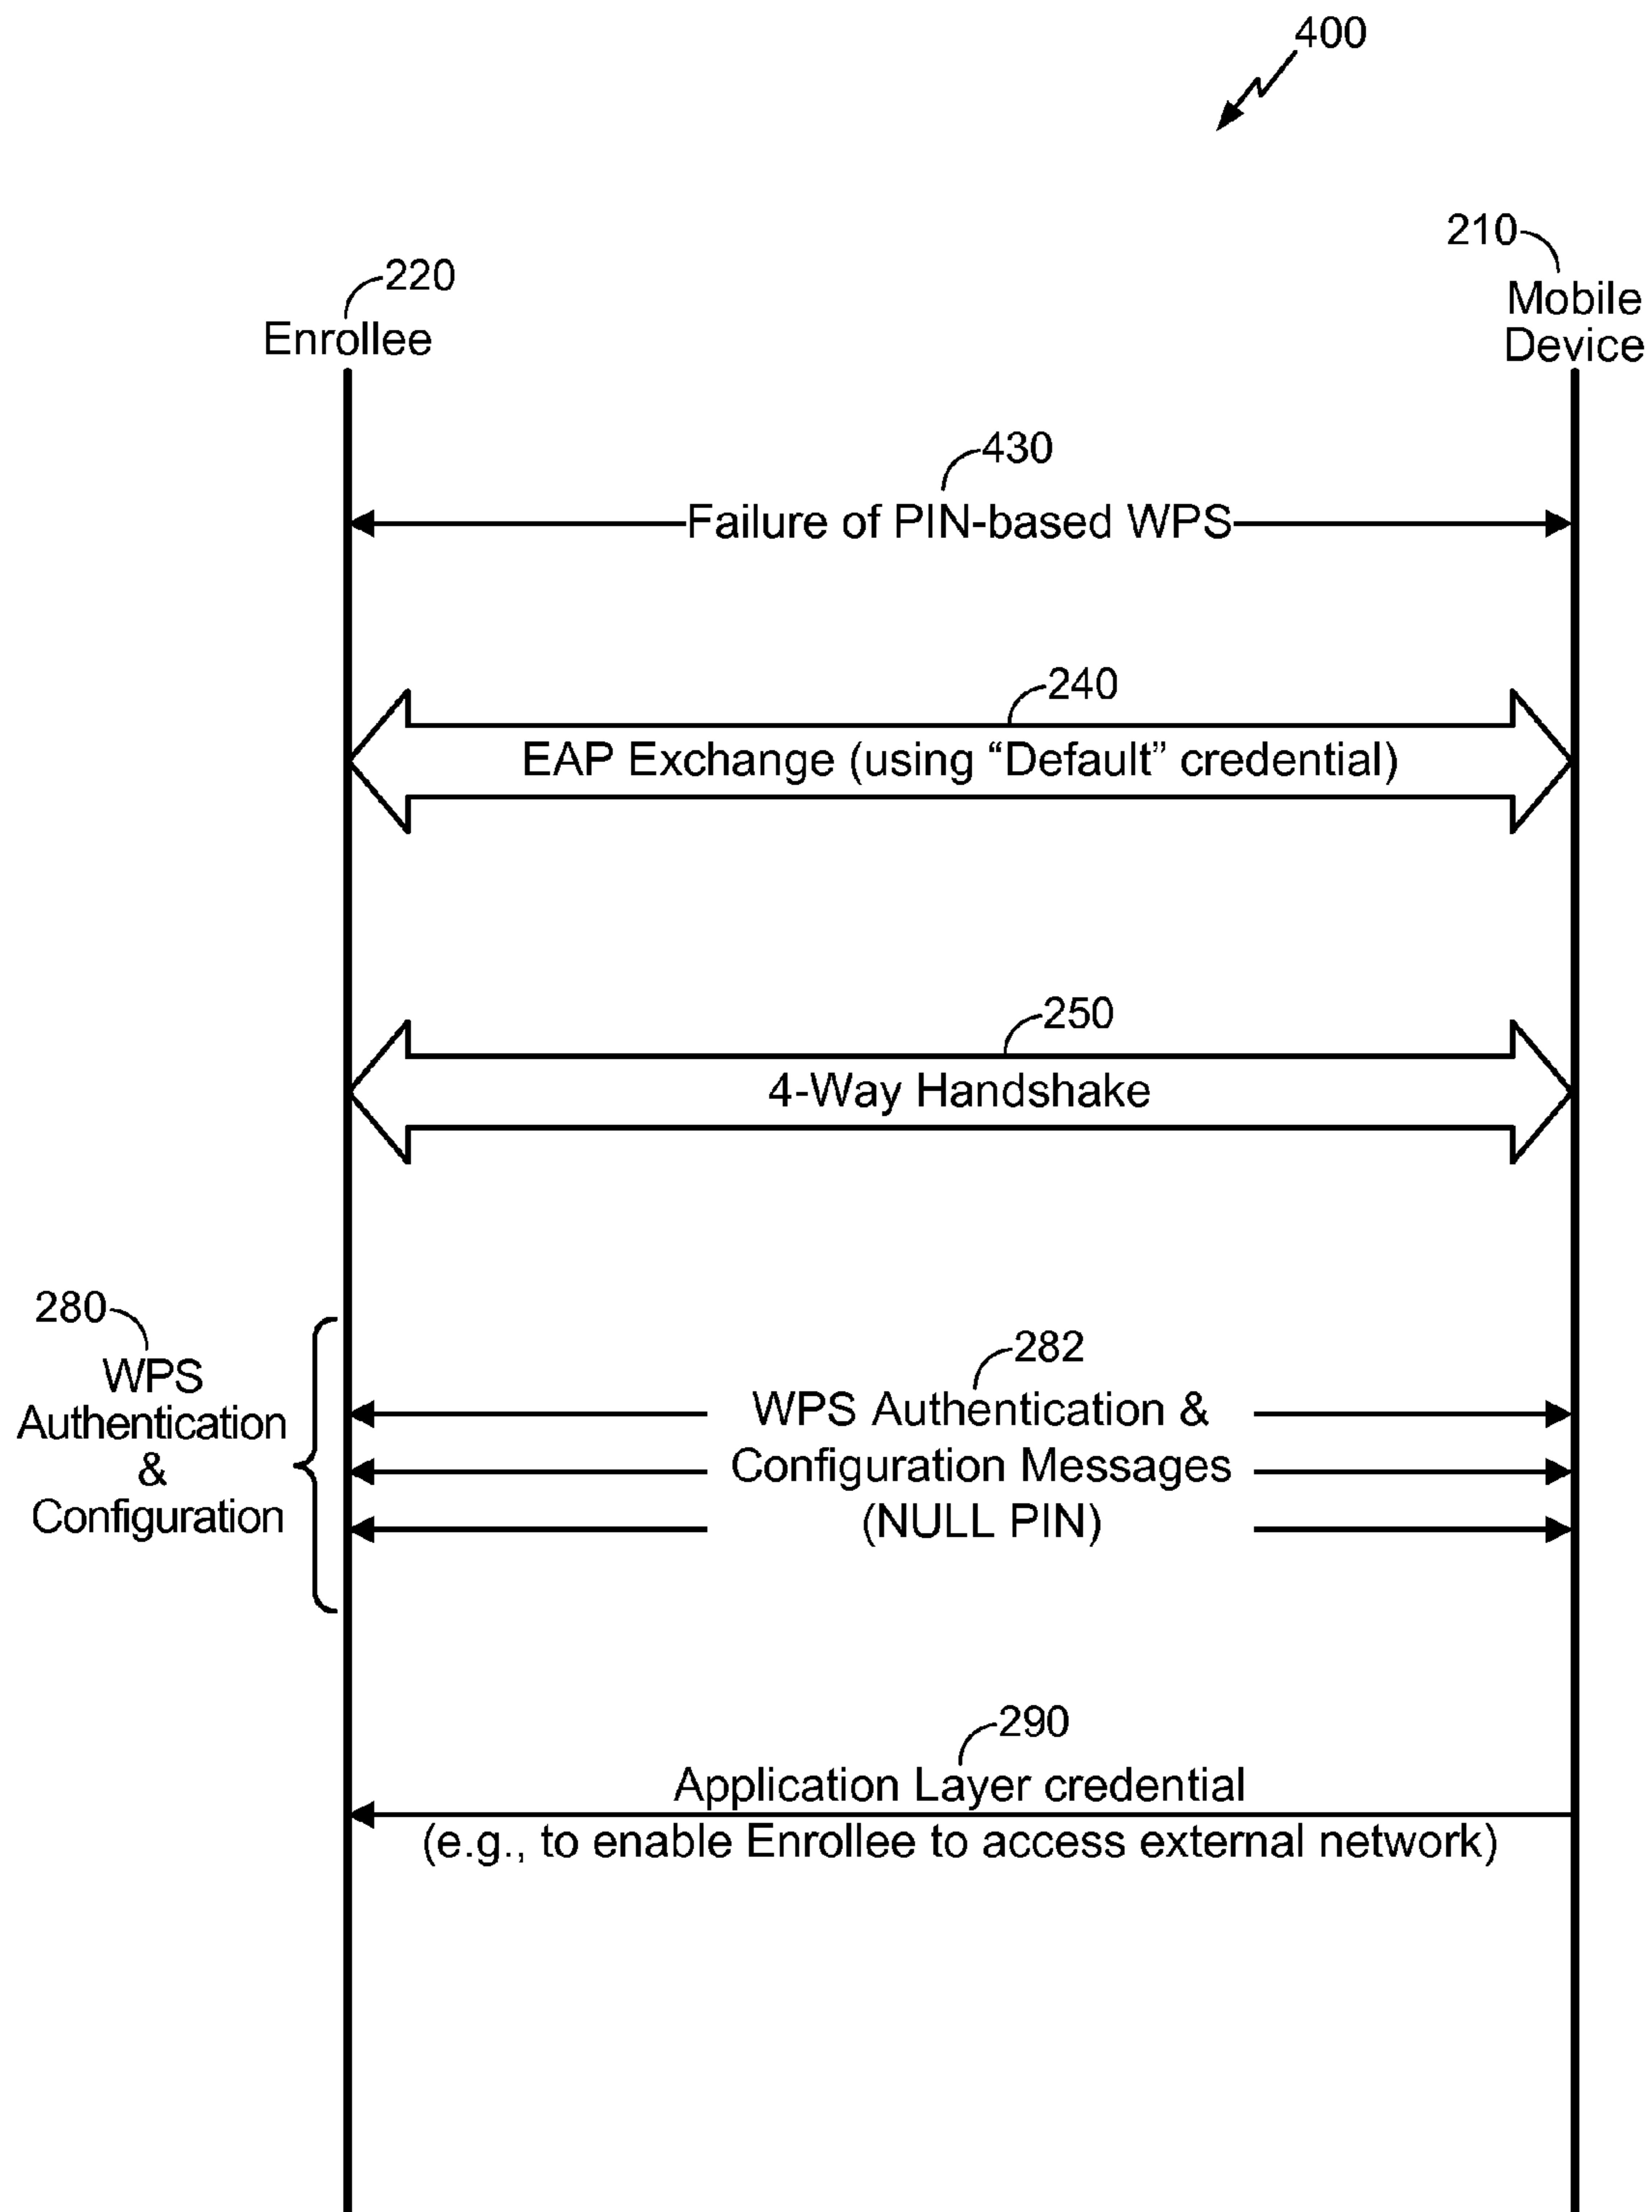 400
210
Mobile
Device
220
Enrollee
430
Failure of PIN-based WPS
240
EAP Exchange (using “Default” credential)
250
4-Way Handshake
280
WPS
Authentication
&
Configuration
282
WPS Authentication &
Configuration Messages
(NULL PIN)
290
Application Layer credential
(e.g., to enable Enrollee to access external network)